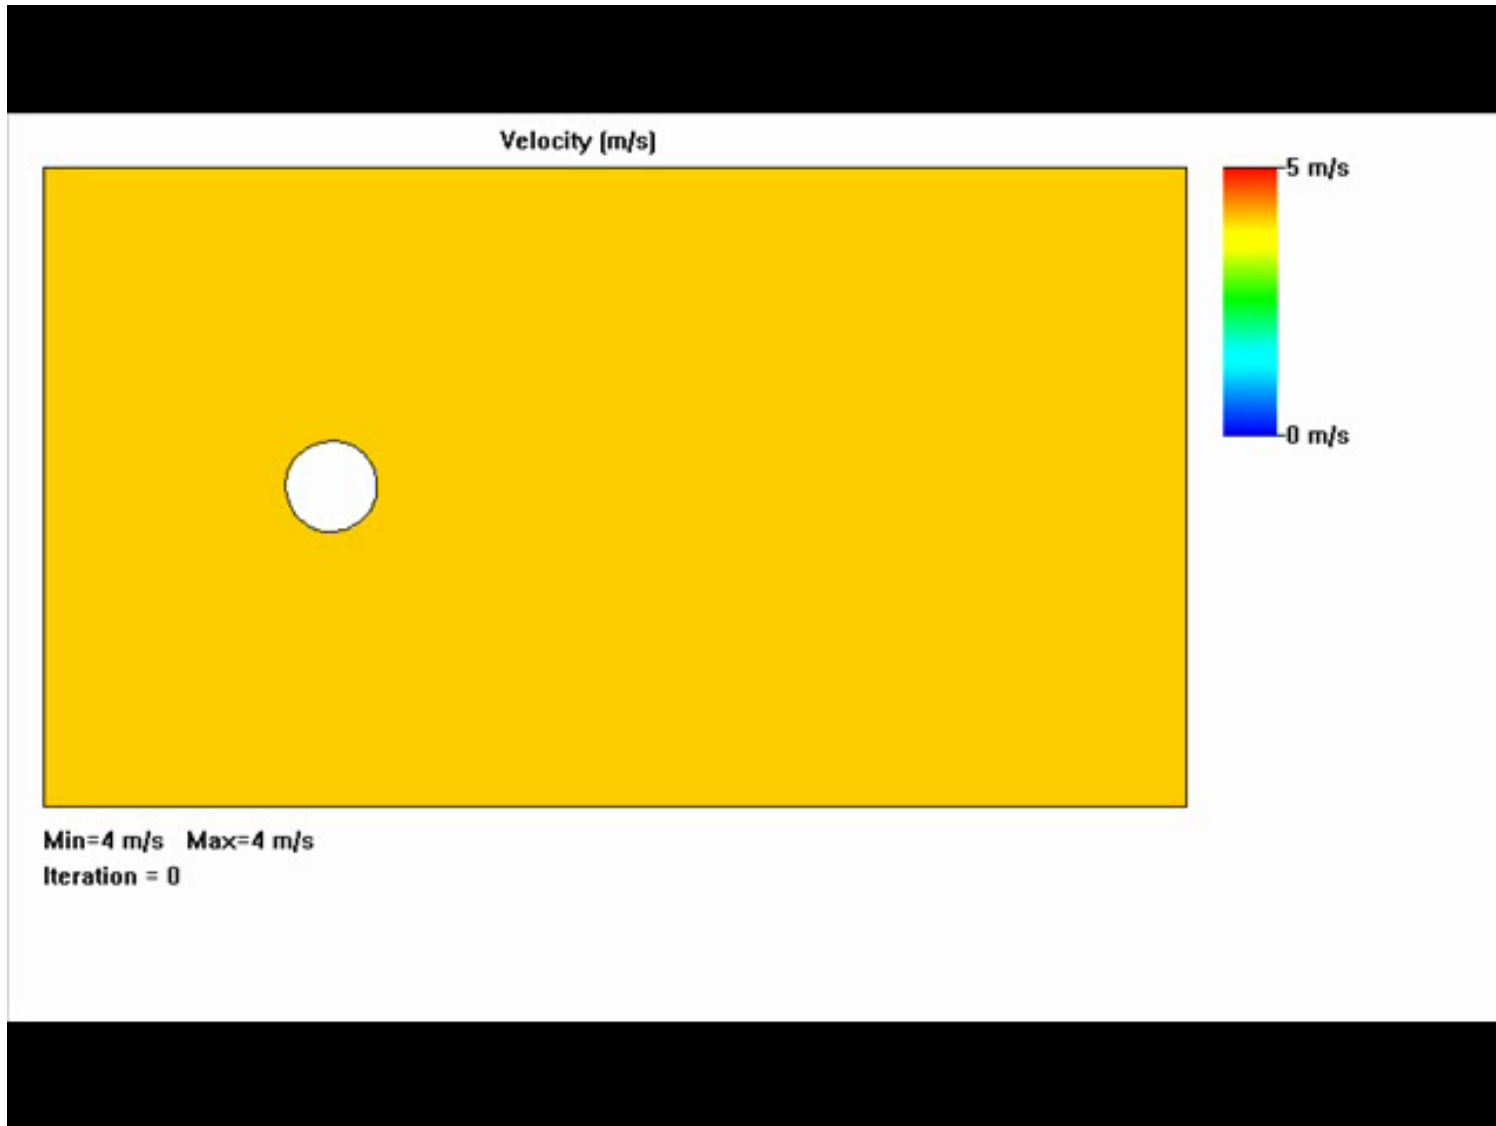 Velocity (m/s)
5 m/s
0 m/s
Min=4 m/s Max=4 m/s
Iteration = 0